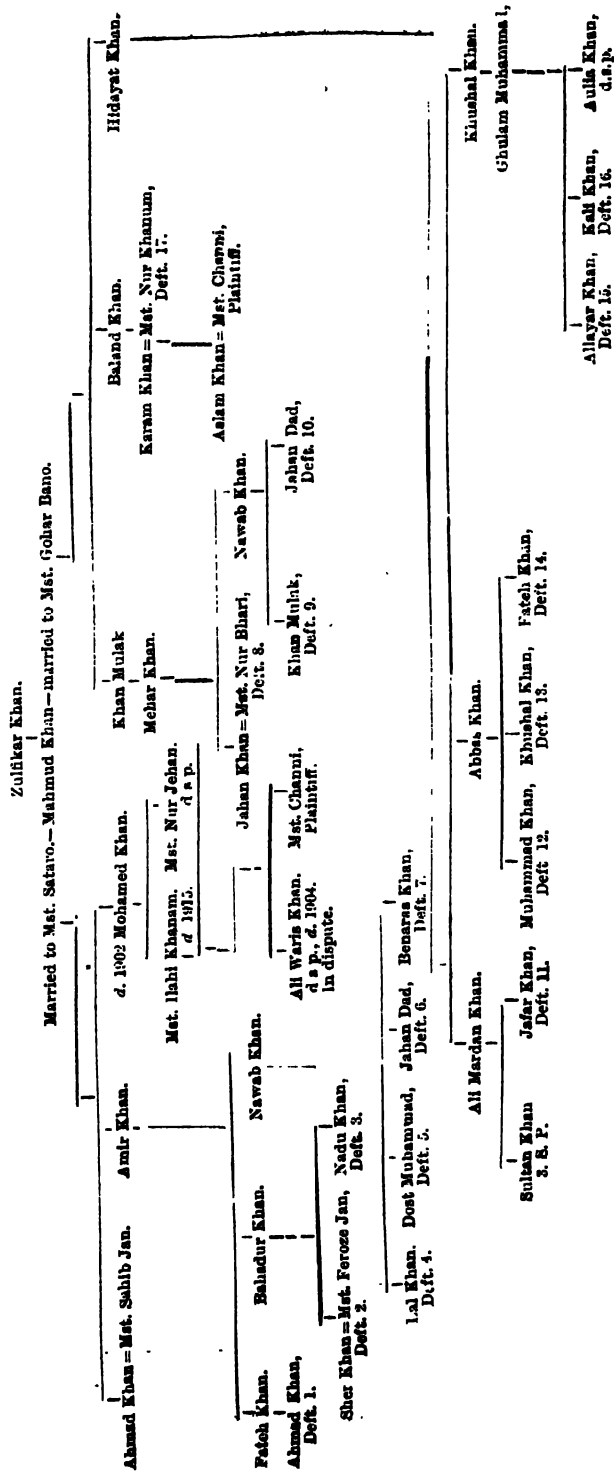 Zulfikar Khan.
Married to Mst. Sataro.—Mahmud Khan—married to Mst. Gohar Bano.
Ahmad Khan = Mst. Sahib Jan.
Amir Khan.
d. 1902 Mohamed Khan.
Khan Mulak
Baland Khan.
Hidayat Khan.
Mehar Khan.
Karam Khan = Mst. Nur Khanum,
Deft. 17.
Mst. Ilahi Khanam.
d 1915.
Mst. Nur Jehan.
d s p.
Aslam Khan = Mst. Channi,
Plaintiff.
Fateh Khan.
Bahadur Khan.
Nawab Khan.
Jahan Khan = Mst. Nur Bhari,
Deft. 8.
Nawab Khan.
Ahmad Khan,
Deft. 1.
Ali Waris Khan.
d s p., d. 1904.
In dispute.
Mst. Channi,
Plaintiff.
Khan Mulak,
Deft. 9.
Jahan Dad,
Deft. 10.
Sher Khan = Mst. Feroze Jan,
Deft. 2.
Nadu Khan,
Deft. 3.
Lal Khan.
Deft. 4.
Dost Muhammad,
Deft. 5.
Jahan Dad,
Deft. 6.
Benaras Khan,
Deft. 7.
Ali Mardan Khan.
Abbas Khan.
Khushal Khan.
Ghulam Muhammad,
Sultan Khan
S. P.
Jafar Khan,
Deft. 11.
Muhammad Khan,
Deft 12.
Khushal Khan,
Deft. 13.
Fateh Khan,
Deft. 14.
Allayar Khan,
Deft. 15.
Kali Khan,
Deft. 16.
Aulia Khan,
d.s.p.